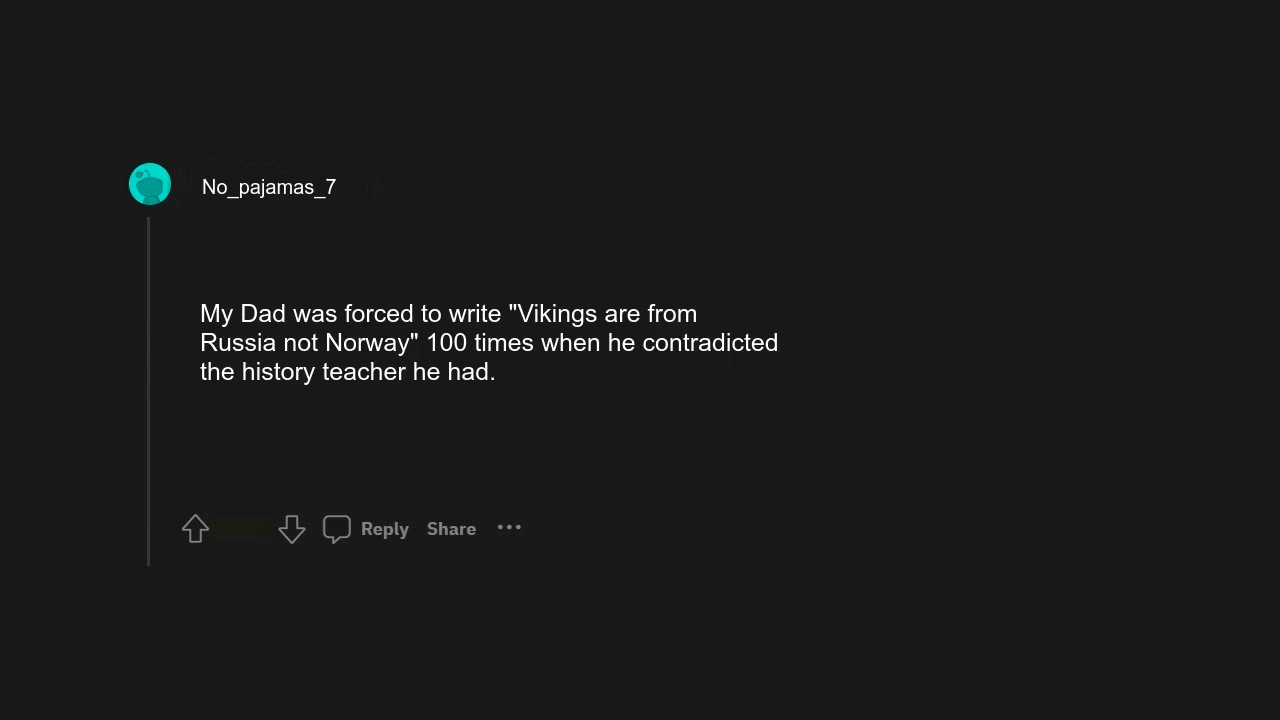 No_pajamas_7
My Dad was forced to write "Vikings are from
Russia not Norway" 100 times when he contradicted
the history teacher he had.
Reply Share